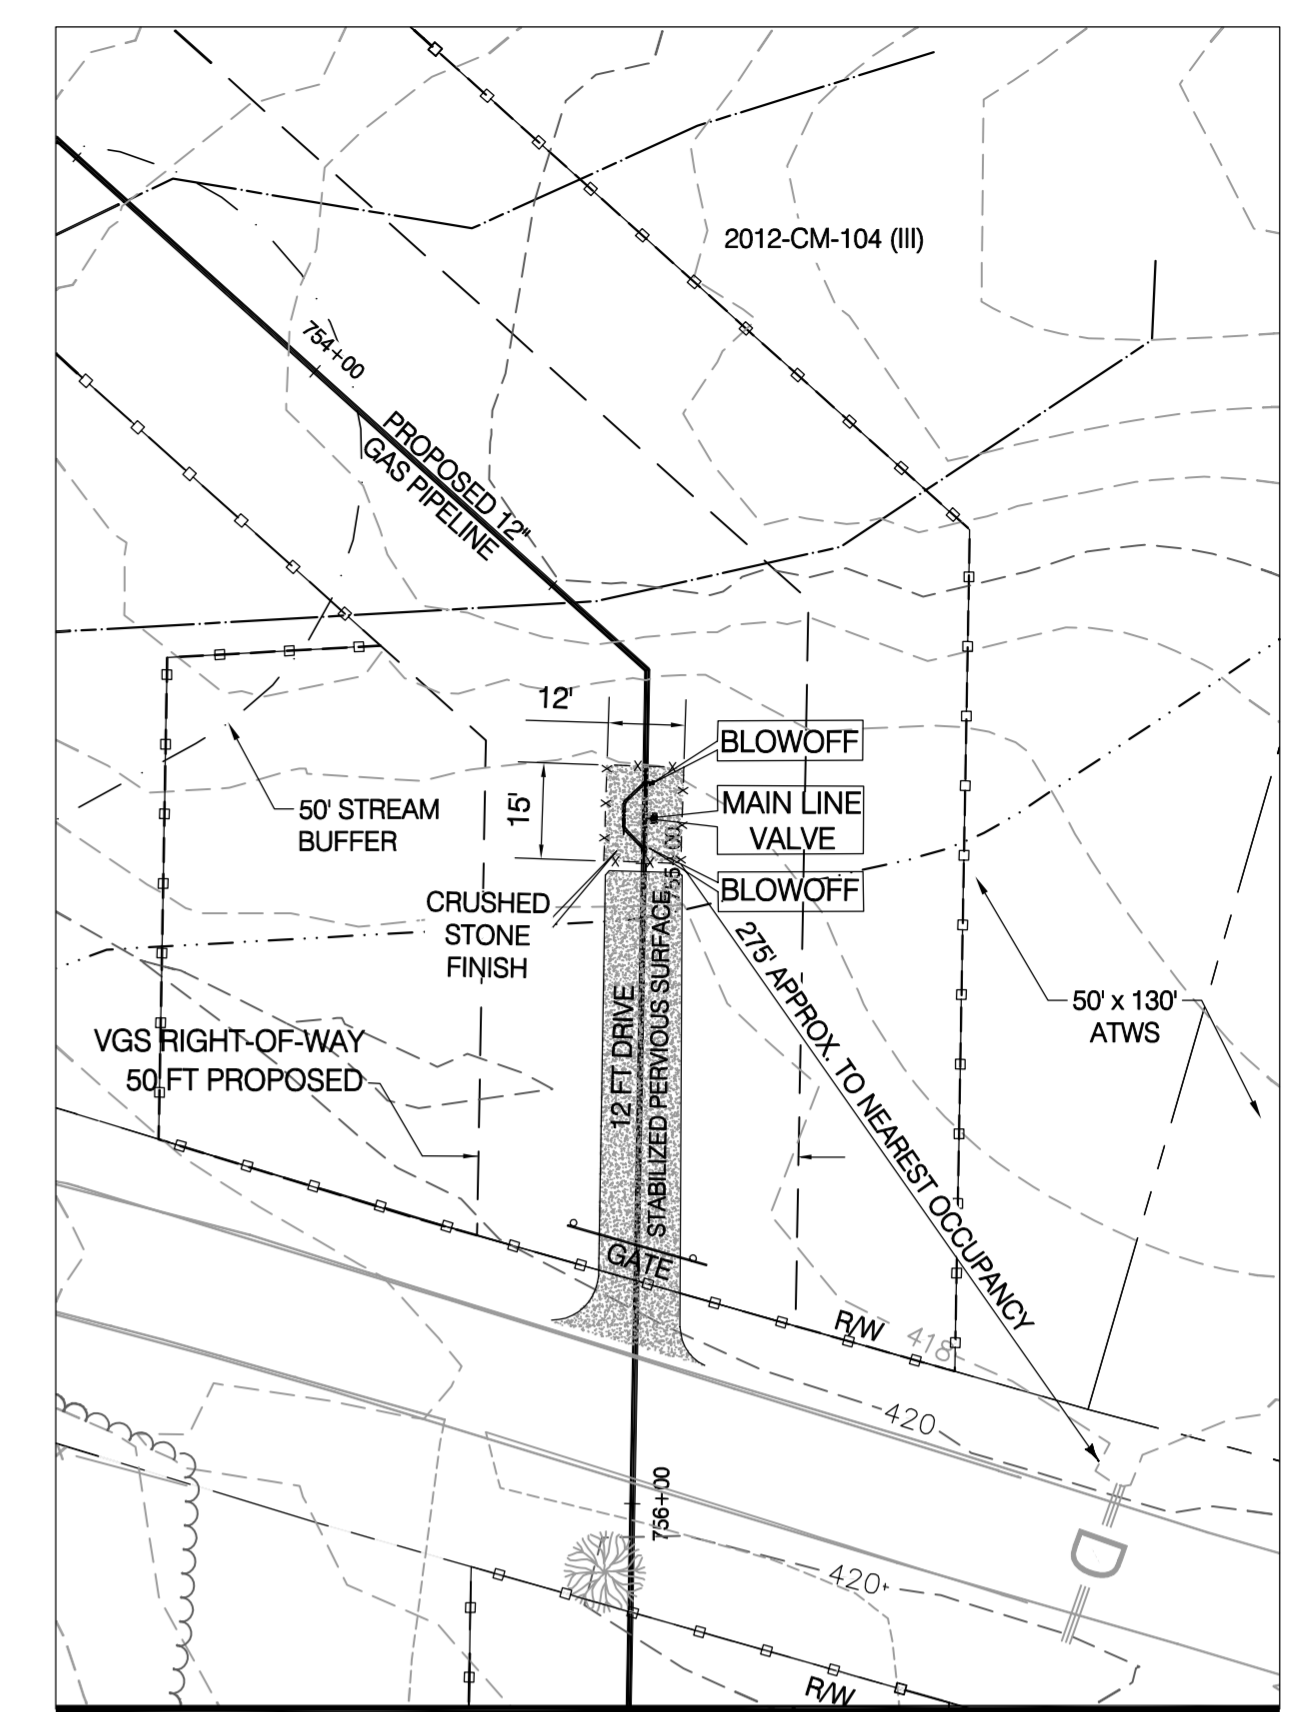 2012-CM-104 (III)
754+00
PROPOSED 12"
GAS PIPELINE
12'
BLOWOFF
15'
MAIN LINE
VALVE
50' STREAM
BUFFER
BLOWOFF
CRUSHED
STONE
FINISH
275' APPROX. TO NEAREST OCCUPANCY
50' x 130'
ATWS
VGS RIGHT-OF-WAY
50 FT PROPOSED
12 FT DRIVE
STABILIZED PERVIOUS SURFACE
GATE
R/W
418
420
756+00
420
R/W